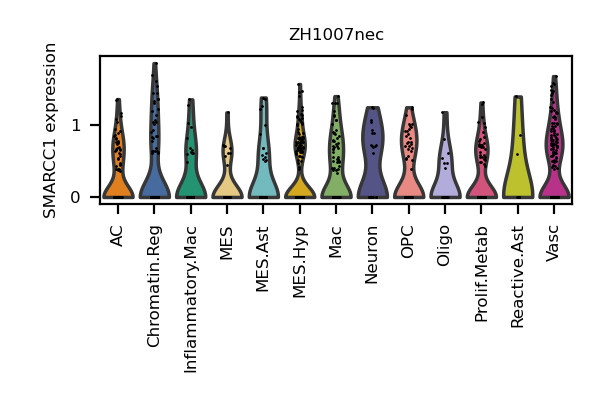 ZH1007nec
SMARCC1 expression
1
0
AC
Chromatin.Reg
Inflammatory.Mac
MES
MES.Ast
MES.Hyp
Mac
Neuron
OPC
Oligo
Prolif.Metab
Reactive.Ast
Vasc